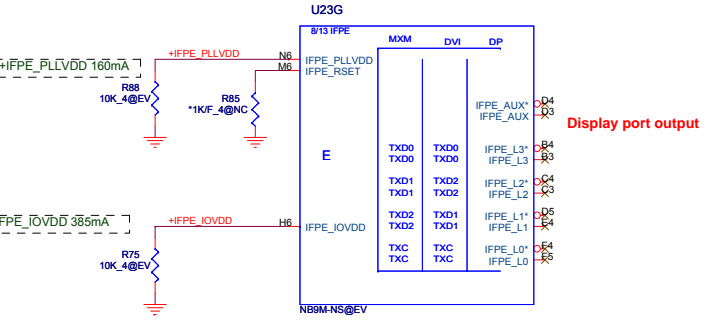 U23G
8/13 IFPE
MXM DVI DP
+IFPE_PLLVDD 160mA
+IFPE_PLLVDD
N6
IFPE_PLLVDD
M6
IFPE_RSET
R88
10K_4@EV
R85
*1K/F_4@NC
IFPE_AUX* D4
IFPE_AUX D3
Display port output
E
TXD0 TXD0 IFPE_L3* B4
TXD0 TXD0 IFPE_L3 B3
TXD1 TXD2 IFPE_L2* C4
TXD1 TXD2 IFPE_L2 C3
TXD2 TXD1 IFPE_L1* D5
TXD2 TXD1 IFPE_L1 E4
TXC TXC IFPE_L0* F4
TXC TXC IFPE_L0 F5
FPE_IOVDD 385mA
+IFPE_IOVDD
H6
IFPE_IOVDD
R75
10K_4@EV
NB9M-NS@EV